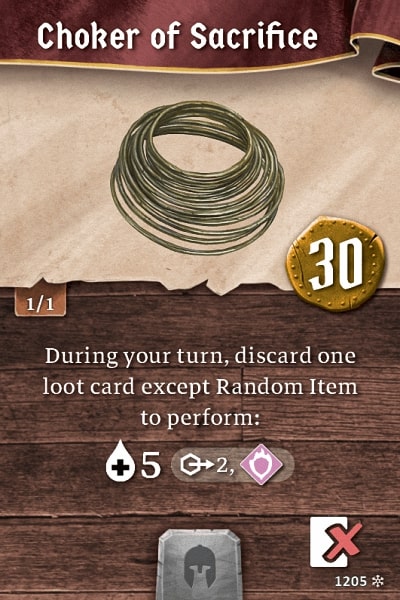 Choker of Sacrifice
30
1/1
During your turn, discard one
loot card except Random Item
to perform:
5 2,
1205